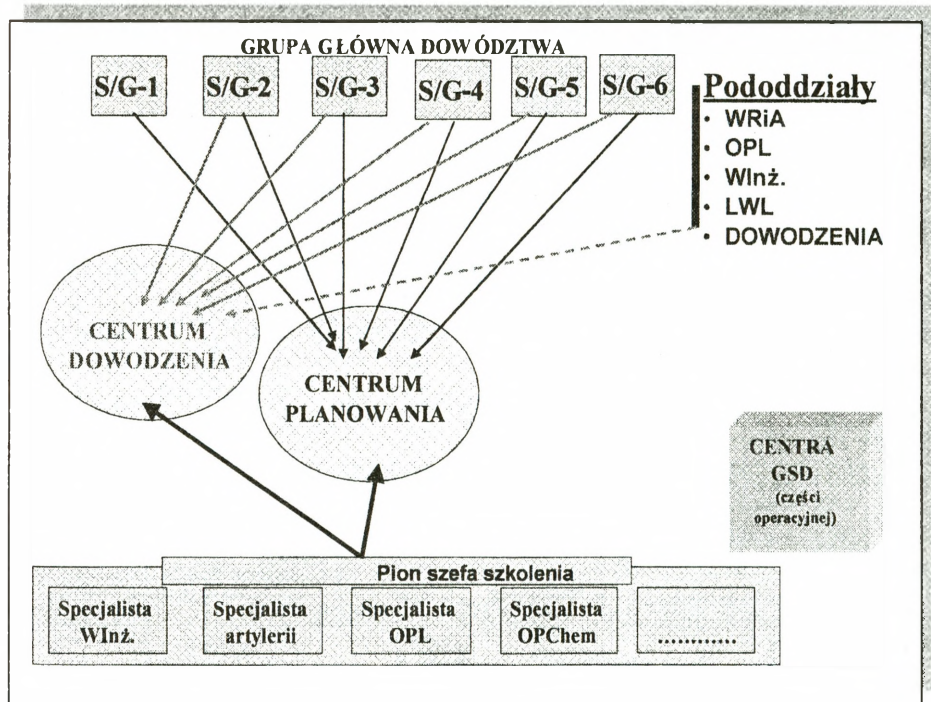 GRUPA GŁÓWNA DOWÓDZTWA
S/G-1 S/G-2 S/G-3 S/G-4 S/G-5 S/G-6
Pododdziały
• WRiA
• OPL
• WInż.
• LWL
• DOWODZENIA
CENTRUM
DOWODZENIA
CENTRUM
PLANOWANIA
CENTRA
GSD
(części
operacyjnej)
Pion szefa szkolenia
Specjalista
WInż.
Specjalista
artylerii
Specjalista
OPL
Specjalista
OPChem
............